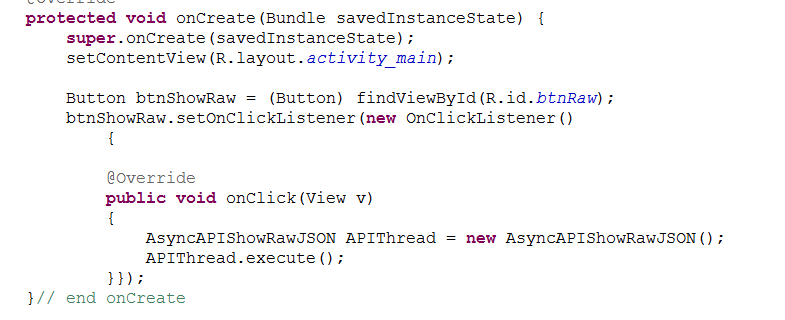 @Override
protected void onCreate(Bundle savedInstanceState) {
super.onCreate(savedInstanceState);
setContentView(R.layout.activity_main);
Button btnShowRaw = (Button) findViewById(R.id.btnRaw);
btnShowRaw.setOnClickListener(new OnClickListener()
{
@Override
public void onClick(View v)
{
AsyncAPIShowRawJSON APIThread = new AsyncAPIShowRawJSON();
APIThread.execute();
}});
}// end onCreate